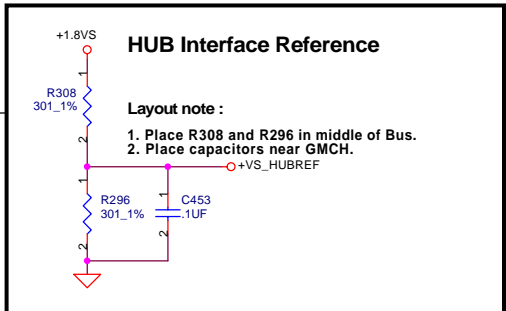 +1.8VS
HUB Interface Reference
1
R308
301_1%
2
Layout note :
1. Place R308 and R296 in middle of Bus.
2. Place capacitors near GMCH.
+VS_HUBREF
1
R296
301_1%
2
1
C453
.1UF
2